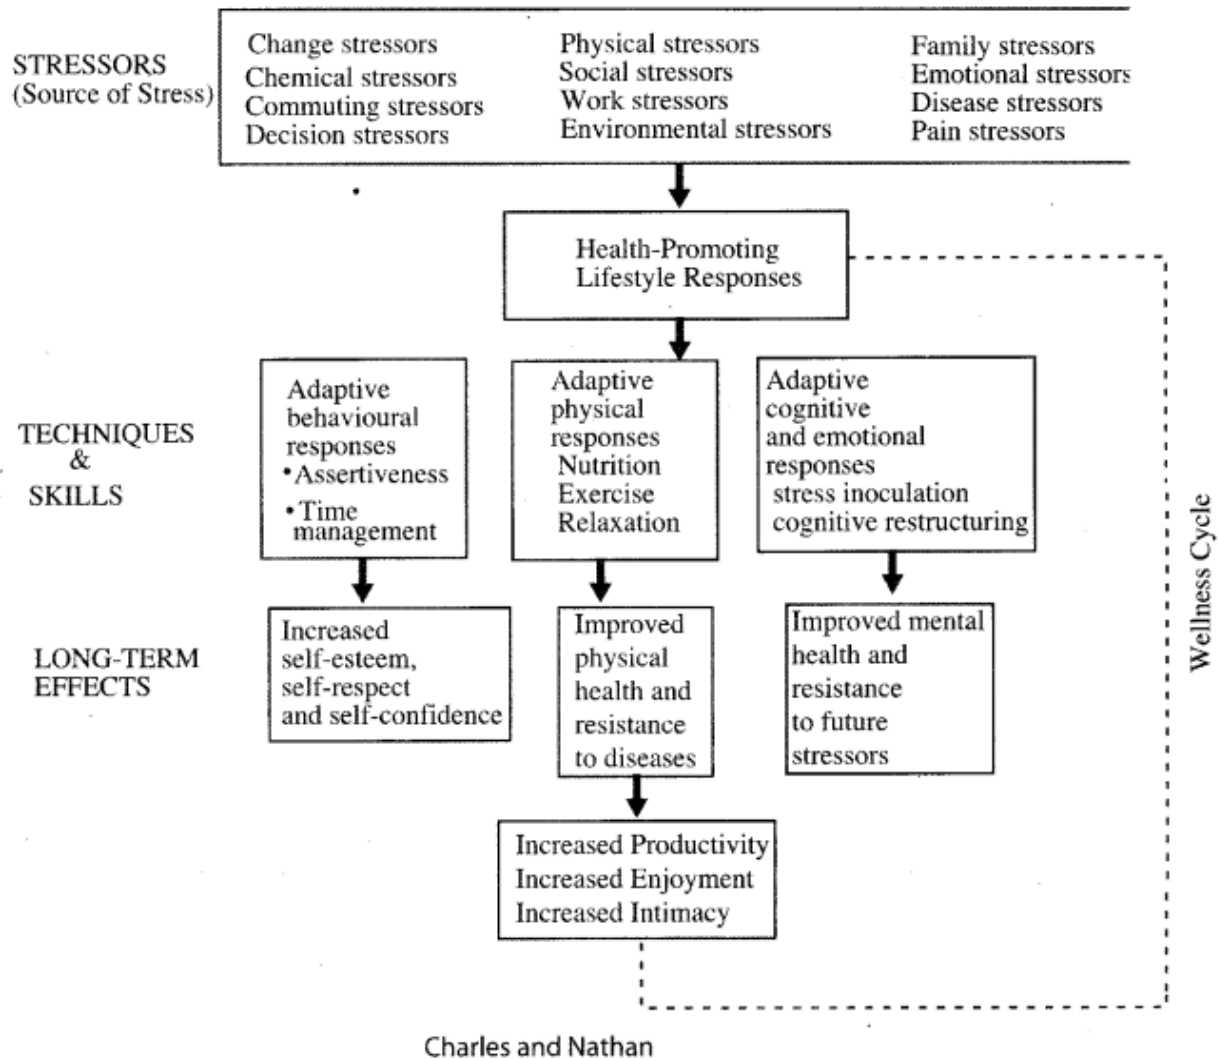 STRESSORS
(Source of Stress)
Change stressors
Chemical stressors
Commuting stressors
Decision stressors
Physical stressors
Social stressors
Work stressors
Environmental stressors
Family stressors
Emotional stressors
Disease stressors
Pain stressors
Health-Promoting
Lifestyle Responses
TECHNIQUES
&
SKILLS
Adaptive
behavioural
responses
•Assertiveness
•Time
management
Adaptive
physical
responses
Nutrition
Exercise
Relaxation
Adaptive
cognitive
and emotional
responses
stress inoculation
cognitive restructuring
LONG-TERM
EFFECTS
Increased
self-esteem,
self-respect
and self-confidence
Improved
physical
health and
resistance
to diseases
Improved mental
health and
resistance
to future
stressors
Increased Productivity
Increased Enjoyment
Increased Intimacy
Wellness Cycle
Charles and Nathan